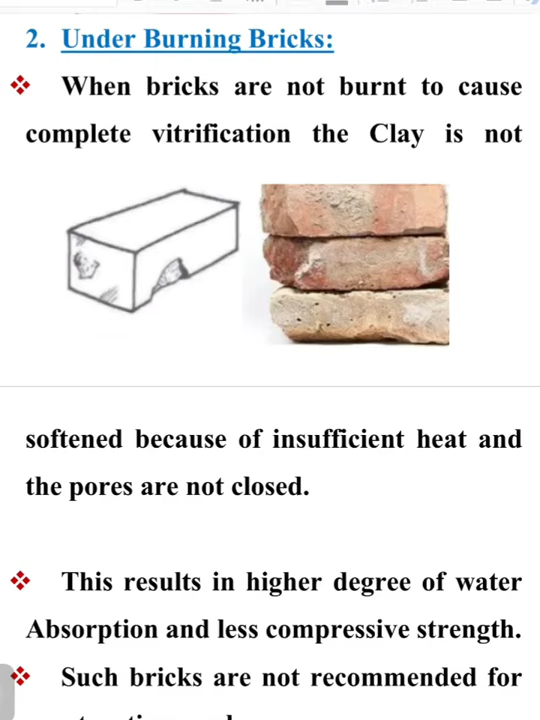 2. Under Burning Bricks:
❖ When bricks are not burnt to cause
complete vitrification the Clay is not
softened because of insufficient heat and
the pores are not closed.
❖ This results in higher degree of water
Absorption and less compressive strength.
❖ Such bricks are not recommended for